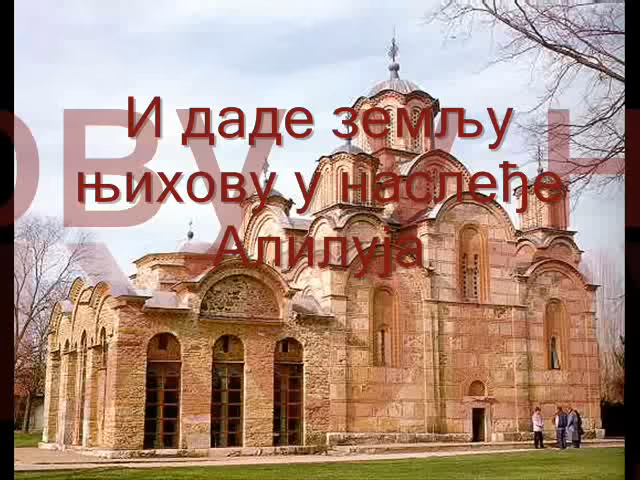 И даде земљу
њихову у наслеђе
Алилуја